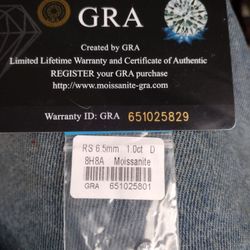 GRA
Created by GRA
Limited Lifetime Warranty and Certificate of Authentic
REGISTER your GRA purchase
http://www.moissanite-gra.com
Warranty ID: GRA 651025829
RS 6.5mm 1.0ct D
8H8A Moissanite
GRA 651025801